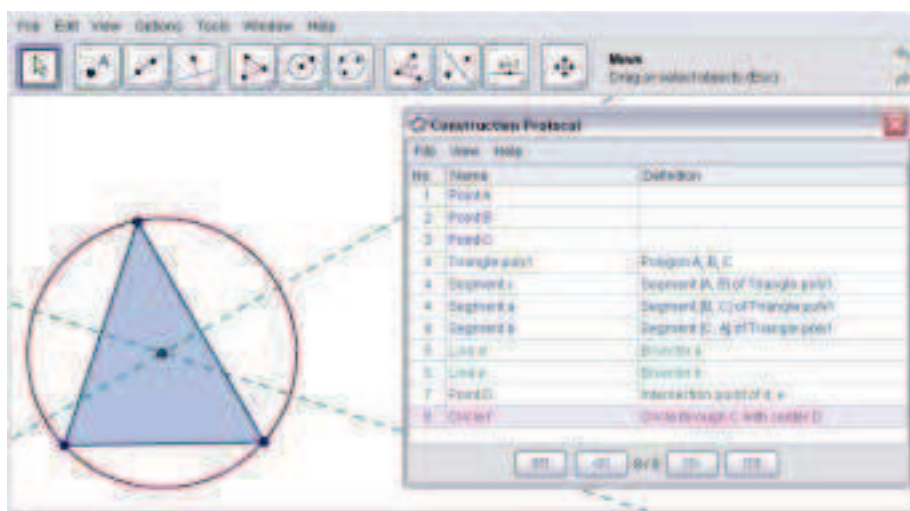 File Edit View Options Tools Window Help
Move
Drag or select objects (Esc)
Construction Protocol
File View Help
No Name Definition
1 Point A
2 Point B
3 Point C
4 Triangle poly1 Polygon A, B, C
4 Segment c Segment [A, B] of Triangle poly1
4 Segment a Segment [B, C] of Triangle poly1
4 Segment b Segment [C, A] of Triangle poly1
5 Line d Bisector
6 Line e Bisector
7 Point D Intersection point of d, e
8 Circle f Circle through C with center D
8 / 8